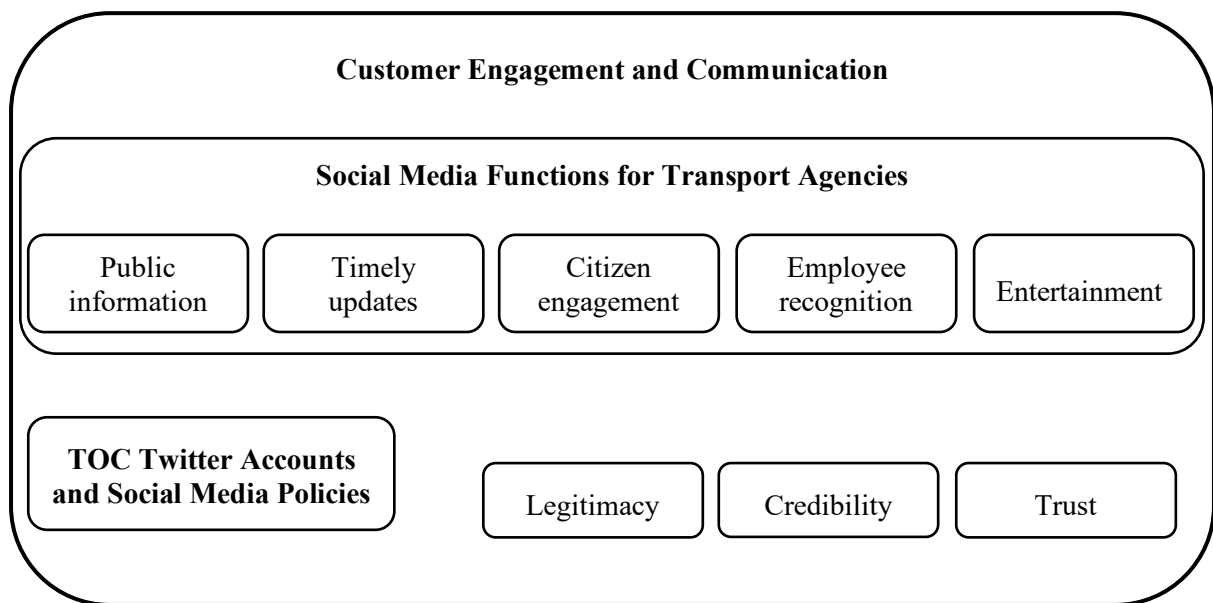 Customer Engagement and Communication
Social Media Functions for Transport Agencies
Public
information
Timely
updates
Citizen
engagement
Employee
recognition
Entertainment
TOC Twitter Accounts
and Social Media Policies
Legitimacy
Credibility
Trust